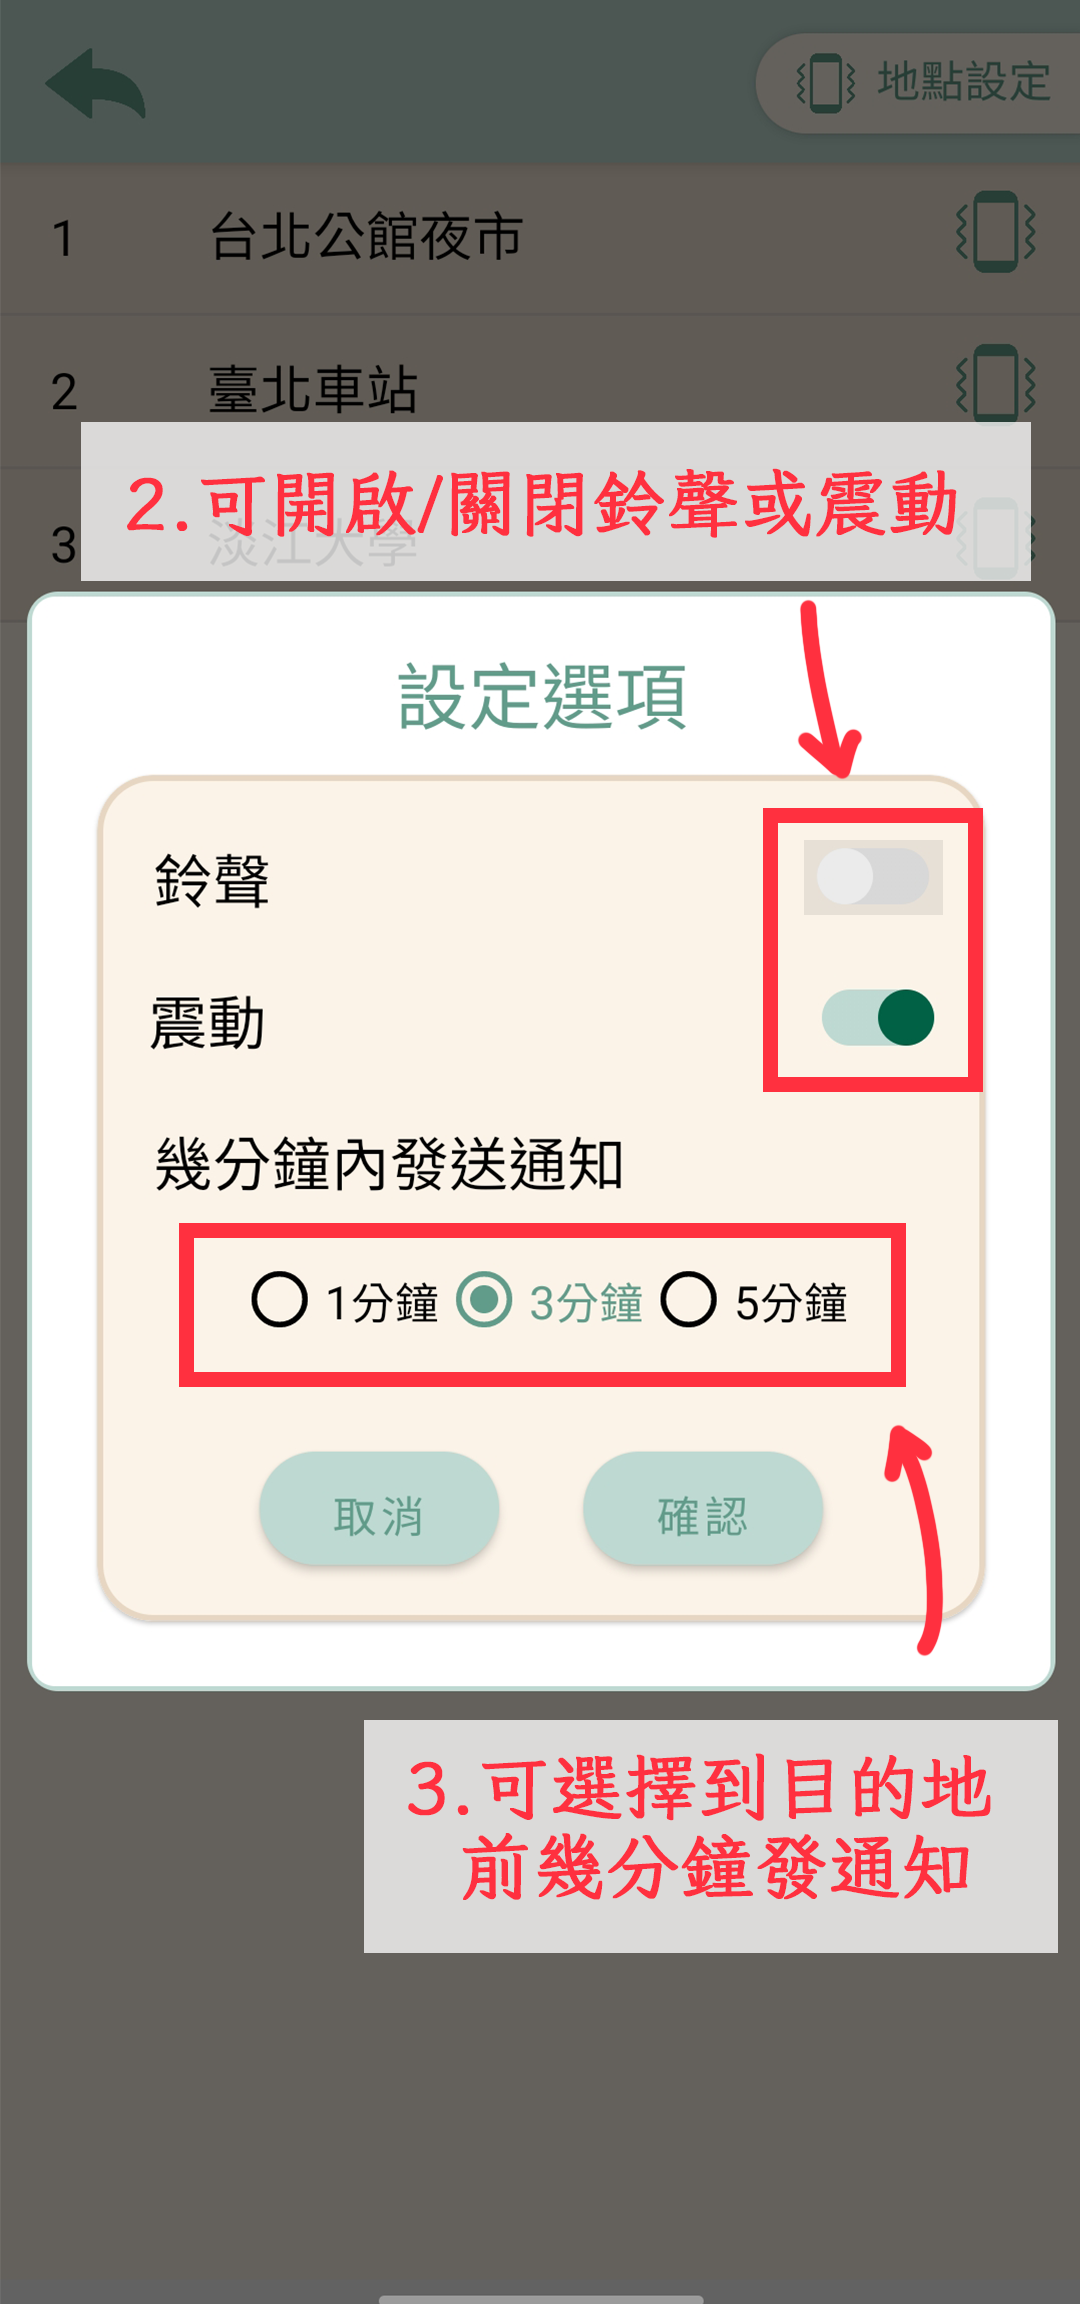 地點設定
1 台北公館夜市
2 臺北車站
2.可開啟/關閉鈴聲或震動
3 淡江大學
設定選項
鈴聲
震動
幾分鐘內發送通知
1分鐘 3分鐘 5分鐘
取消 確認
3.可選擇到目的地
前幾分鐘發通知